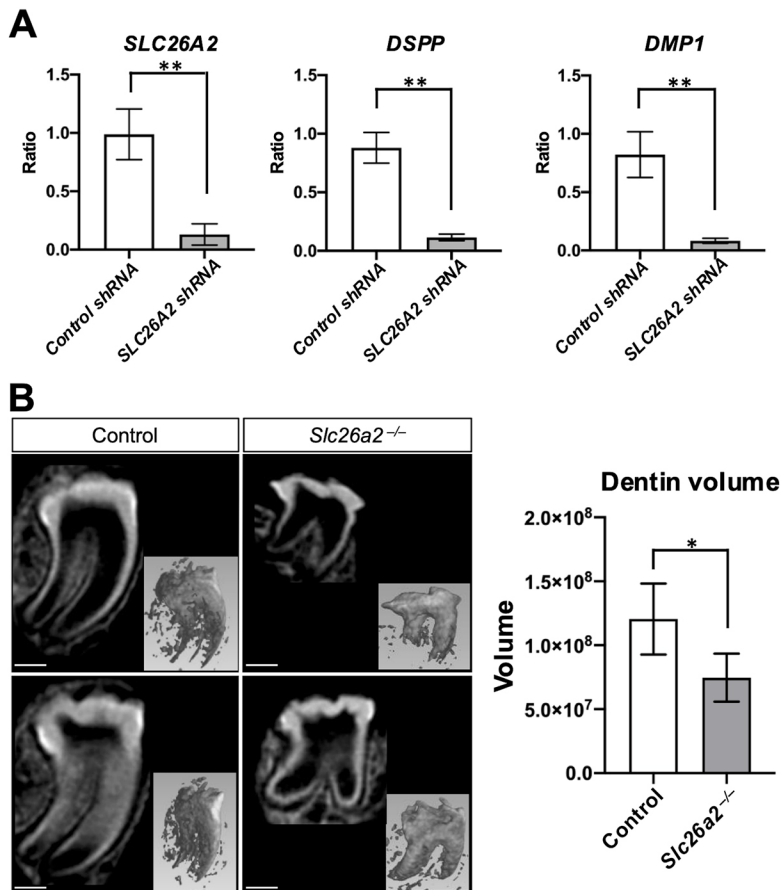 A
SLC26A2
DSPP
DMP1
**
**
**
1.5
1.0
0.5
0.0
Ratio
Control shRNA
SLC26A2 shRNA
1.5
1.0
0.5
0.0
Ratio
Control shRNA
SLC26A2 shRNA
1.5
1.0
0.5
0.0
Ratio
Control shRNA
SLC26A2 shRNA
B
Control
Slc26a2 –/–
Dentin volume
*
2.0×10⁸
1.5×10⁸
1.0×10⁸
5.0×10⁷
0.0
Volume
Control
Slc26a2–/–